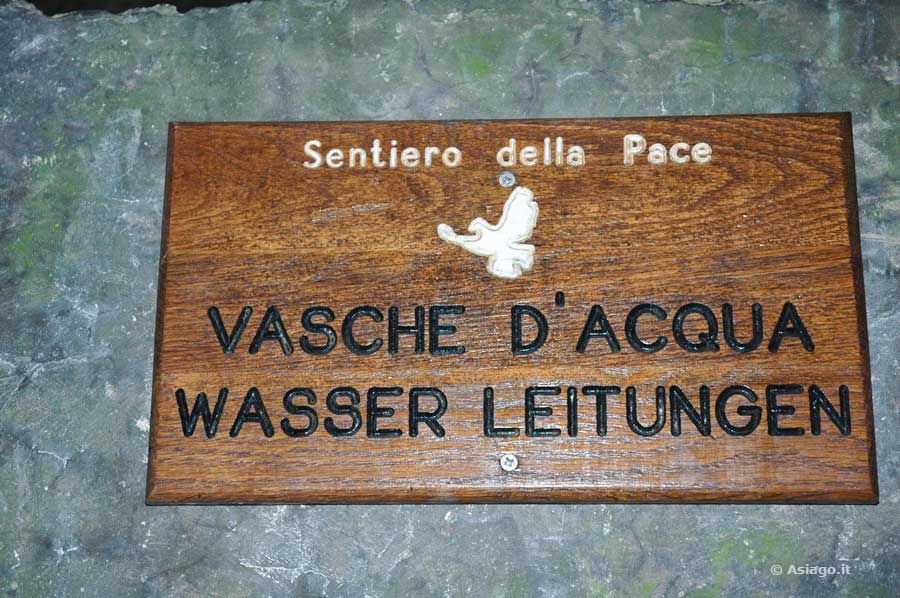 Sentiero della Pace
VASCHE D'ACQUA
WASSER LEITUNGEN
© Asiago.it